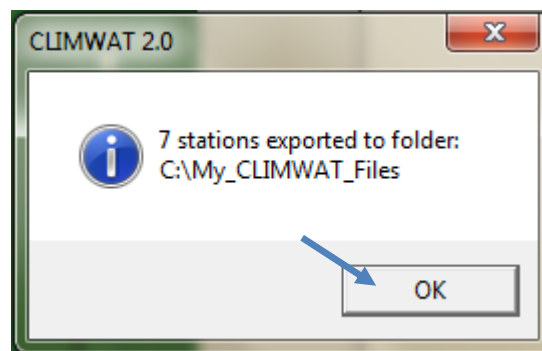 CLIMWAT 2.0
7 stations exported to folder:
C:\My_CLIMWAT_Files
OK